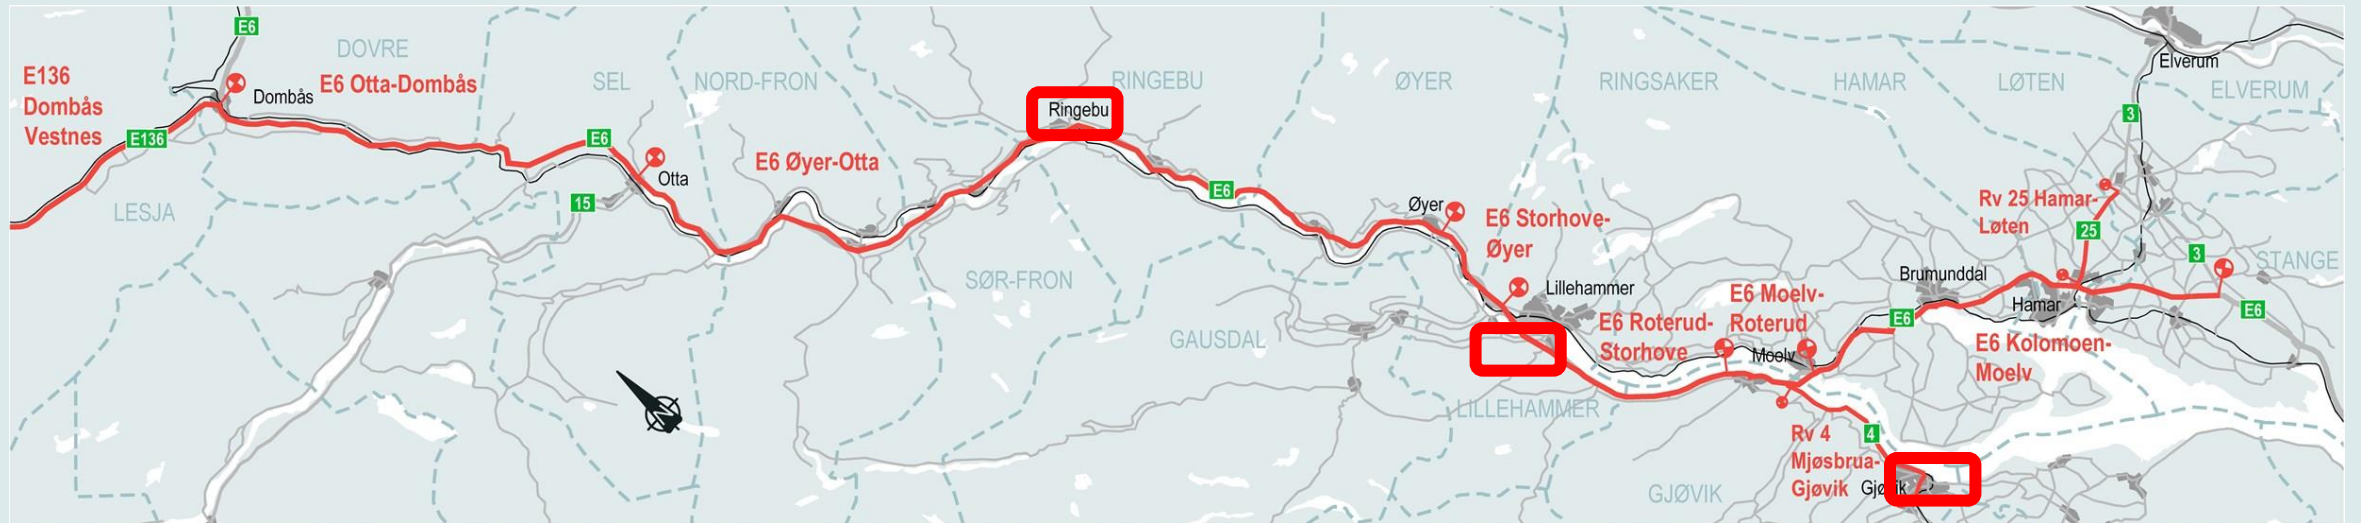 E6
DOVRE
E136
Dombås
Vestnes
E6 Otta-Dombås
Dombås
E136
LESJA
SEL
E6
Otta
15
NORD-FRON
E6 Øyer-Otta
SØR-FRON
Ringebu
RINGEBU
E6
GAUSDAL
ØYER
Øyer
E6 Storhove-
Øyer
Lillehammer
LILLEHAMMER
RINGSAKER
E6 Roterud-
Storhove
E6 Moelv-
Roterud
Moelv
GJØVIK
Rv 4
Mjøsbrua-
Gjøvik
4
Gjøvik
HAMAR
Brumunddal
E6
Hamar
E6 Kolomoen-
Moelv
LØTEN
Rv 25 Hamar-
Løten
25
3
Elverum
ELVERUM
3
STANGE
E6
N